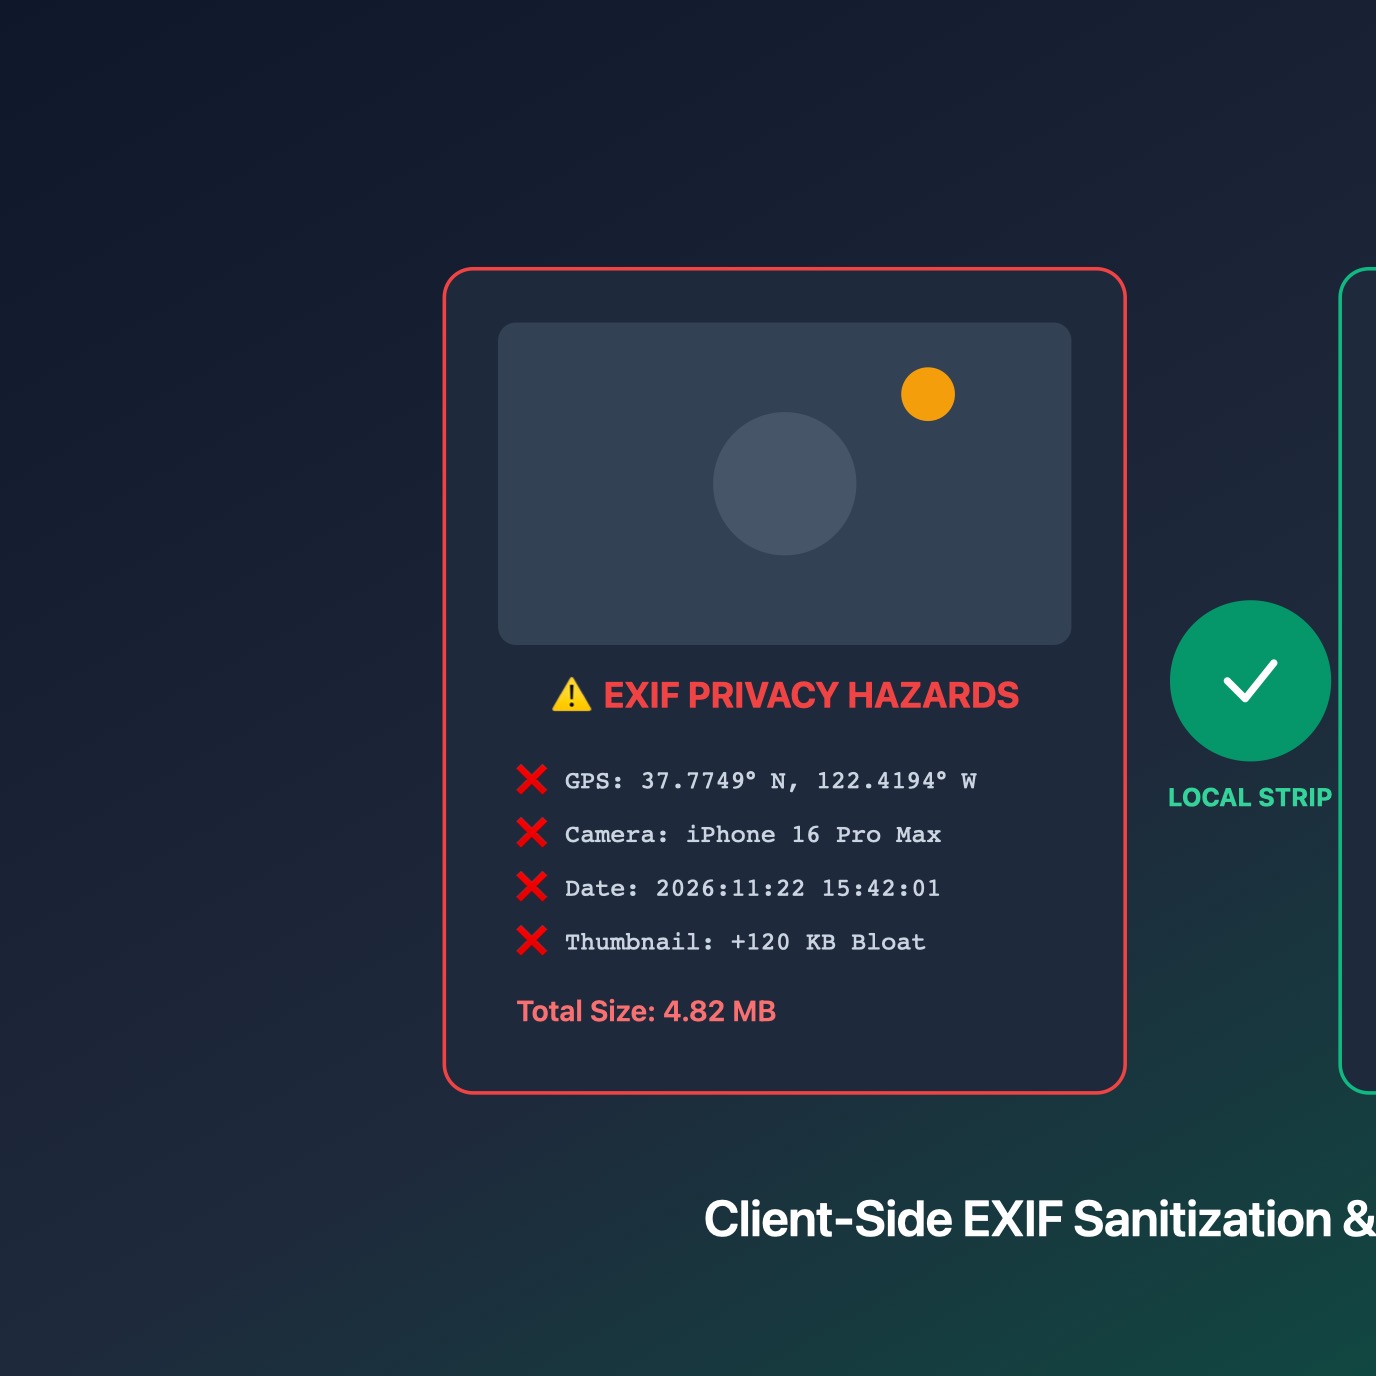 ⚠️ EXIF PRIVACY HAZARDS
❌ GPS: 37.7749° N, 122.4194° W
❌ Camera: iPhone 16 Pro Max
❌ Date: 2026:11:22 15:42:01
❌ Thumbnail: +120 KB Bloat
Total Size: 4.82 MB
LOCAL STRIP
Client-Side EXIF Sanitization &